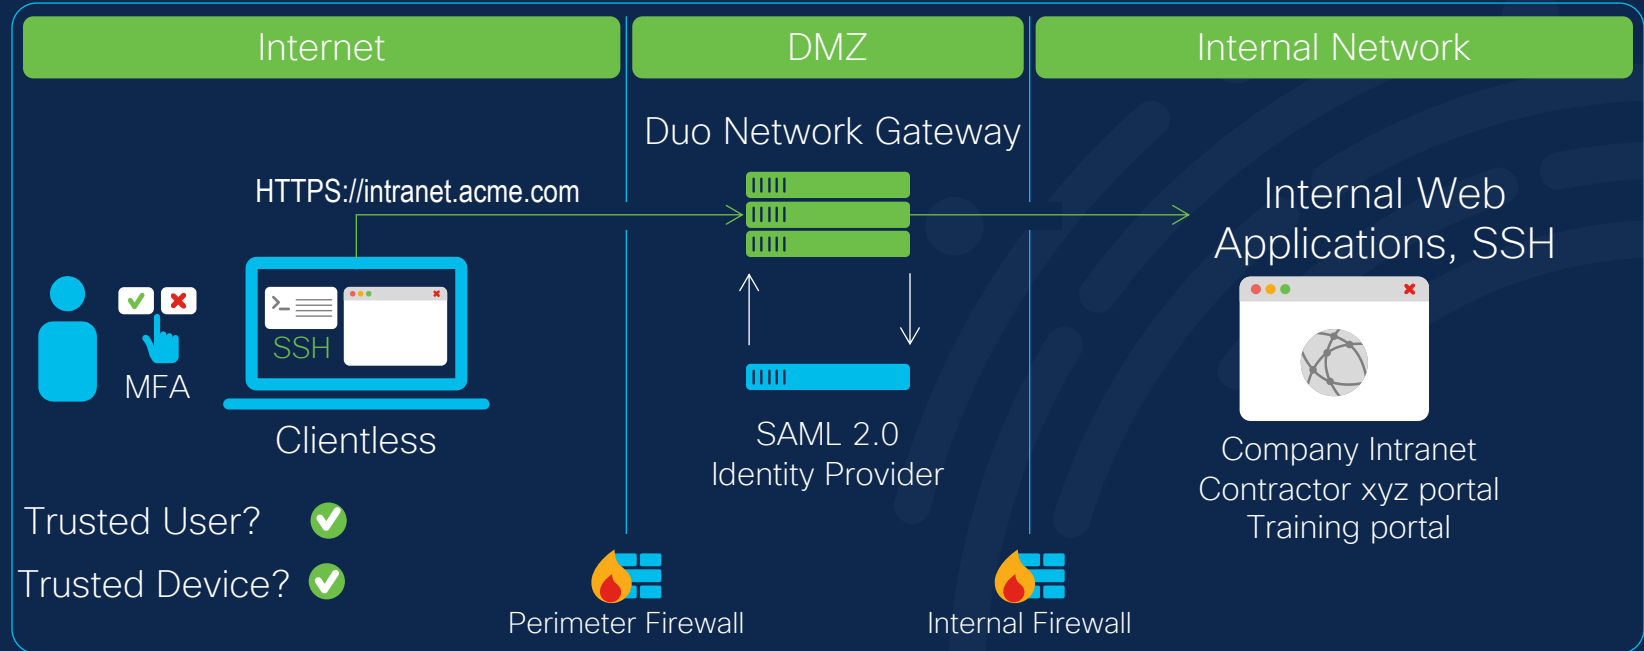 Internet
DMZ
Internal Network
Duo Network Gateway
HTTPS://intranet.acme.com
Internal Web
Applications, SSH
>_
SSH
MFA
Clientless
SAML 2.0
Identity Provider
Company Intranet
Contractor xyz portal
Training portal
Trusted User?
Trusted Device?
Perimeter Firewall
Internal Firewall